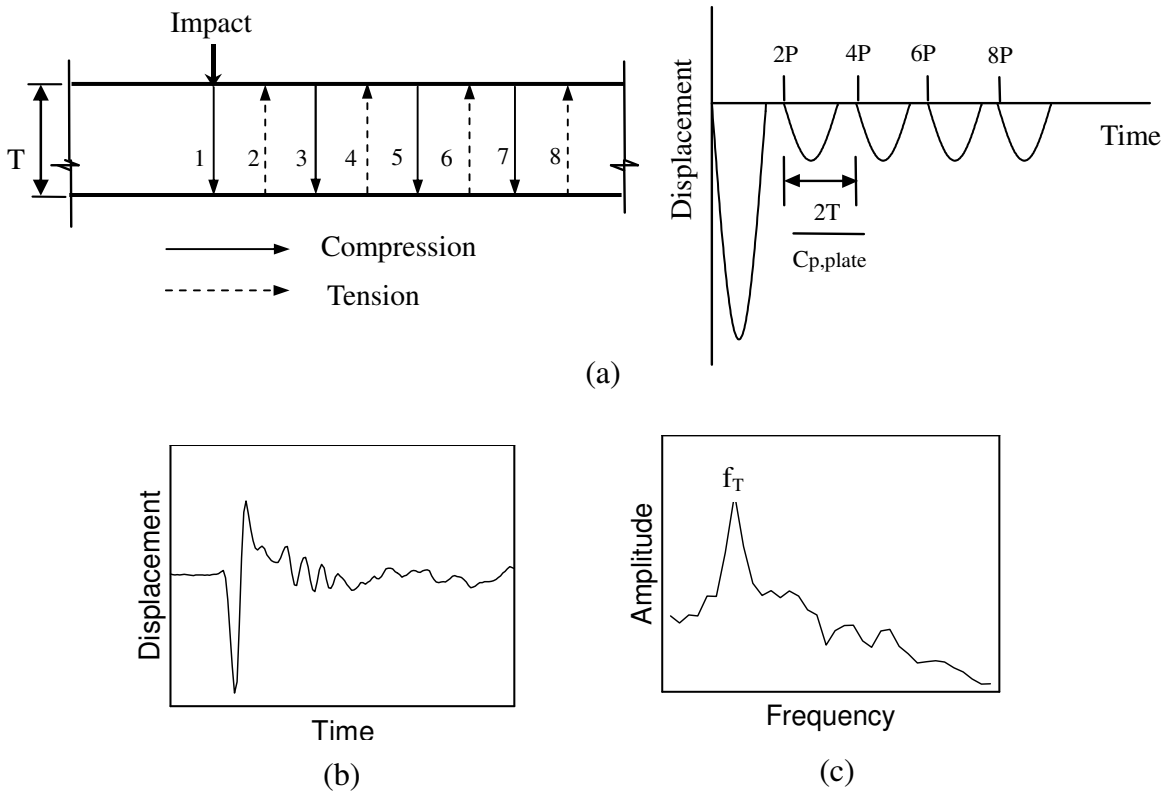 Impact
T
1 2 3 4 5 6 7 8
Compression
Tension
Displacement
2P 4P 6P 8P
Time
2T
Cp,plate
(a)
Displacement
Time
(b)
f_T
Amplitude
Frequency
(c)